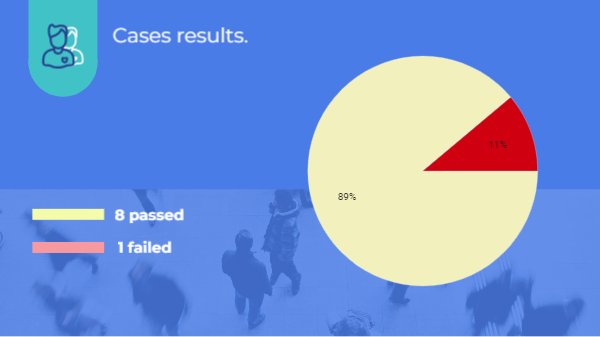 Cases results.
11%
89%
8 passed
1 failed